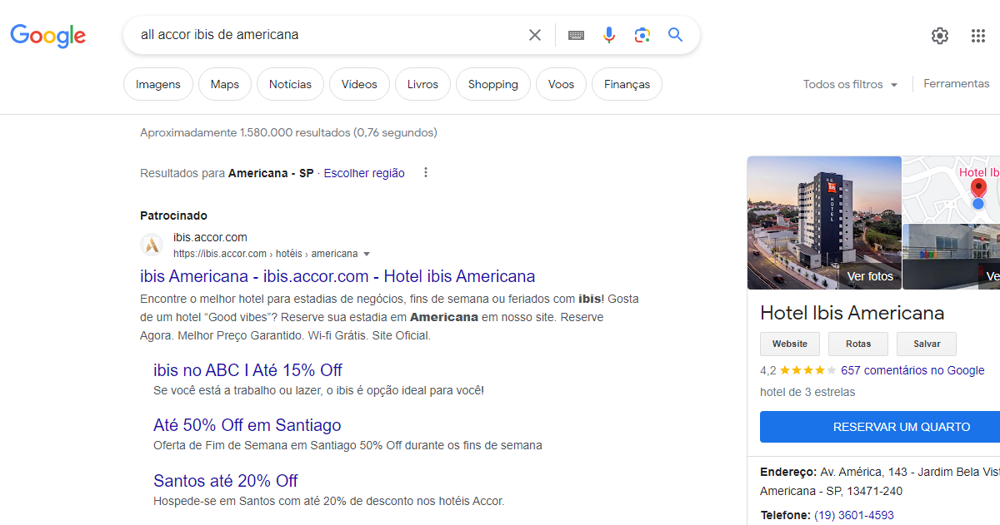 Google
all accor ibis de americana
Imagens
Maps
Notícias
Vídeos
Livros
Shopping
Voos
Finanças
Todos os filtros
Ferramentas
Aproximadamente 1.580.000 resultados (0,76 segundos)
Resultados para Americana - SP · Escolher região
Patrocinado
ibis.accor.com
https://ibis.accor.com › hotéis › americana
ibis Americana - ibis.accor.com - Hotel ibis Americana
Encontre o melhor hotel para estadias de negócios, fins de semana ou feriados com ibis! Gosta
de um hotel “Good vibes”? Reserve sua estadia em Americana em nosso site. Reserve
Agora. Melhor Preço Garantido. Wi-fi Grátis. Site Oficial.
ibis no ABC I Até 15% Off
Se você está a trabalho ou lazer, o ibis é opção ideal para você!
Até 50% Off em Santiago
Oferta de Fim de Semana em Santiago 50% Off durante os fins de semana
Santos até 20% Off
Hospede-se em Santos com até 20% de desconto nos hotéis Accor.
ibis
HOTEL
Ver fotos
Hotel Ib
Ve
Hotel Ibis Americana
Website
Rotas
Salvar
4,2 657 comentários no Google
hotel de 3 estrelas
RESERVAR UM QUARTO
Endereço: Av. América, 143 - Jardim Bela Vist
Americana - SP, 13471-240
Telefone: (19) 3601-4593